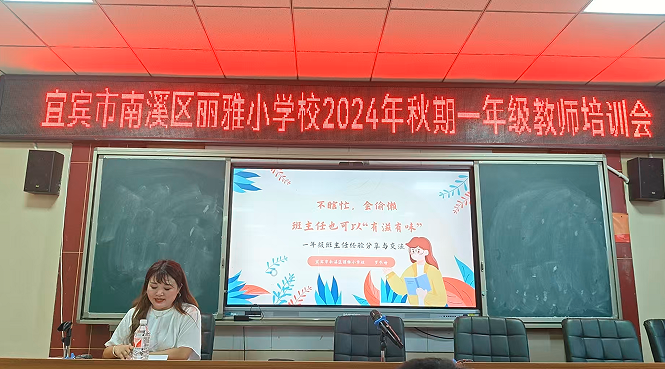 宜宾市南溪区丽雅小学校2024年秋期一年级教师培训会
不瞎忙、会偷懒
班主任也可以“有滋有味”
一年级班主任经验分享与交流